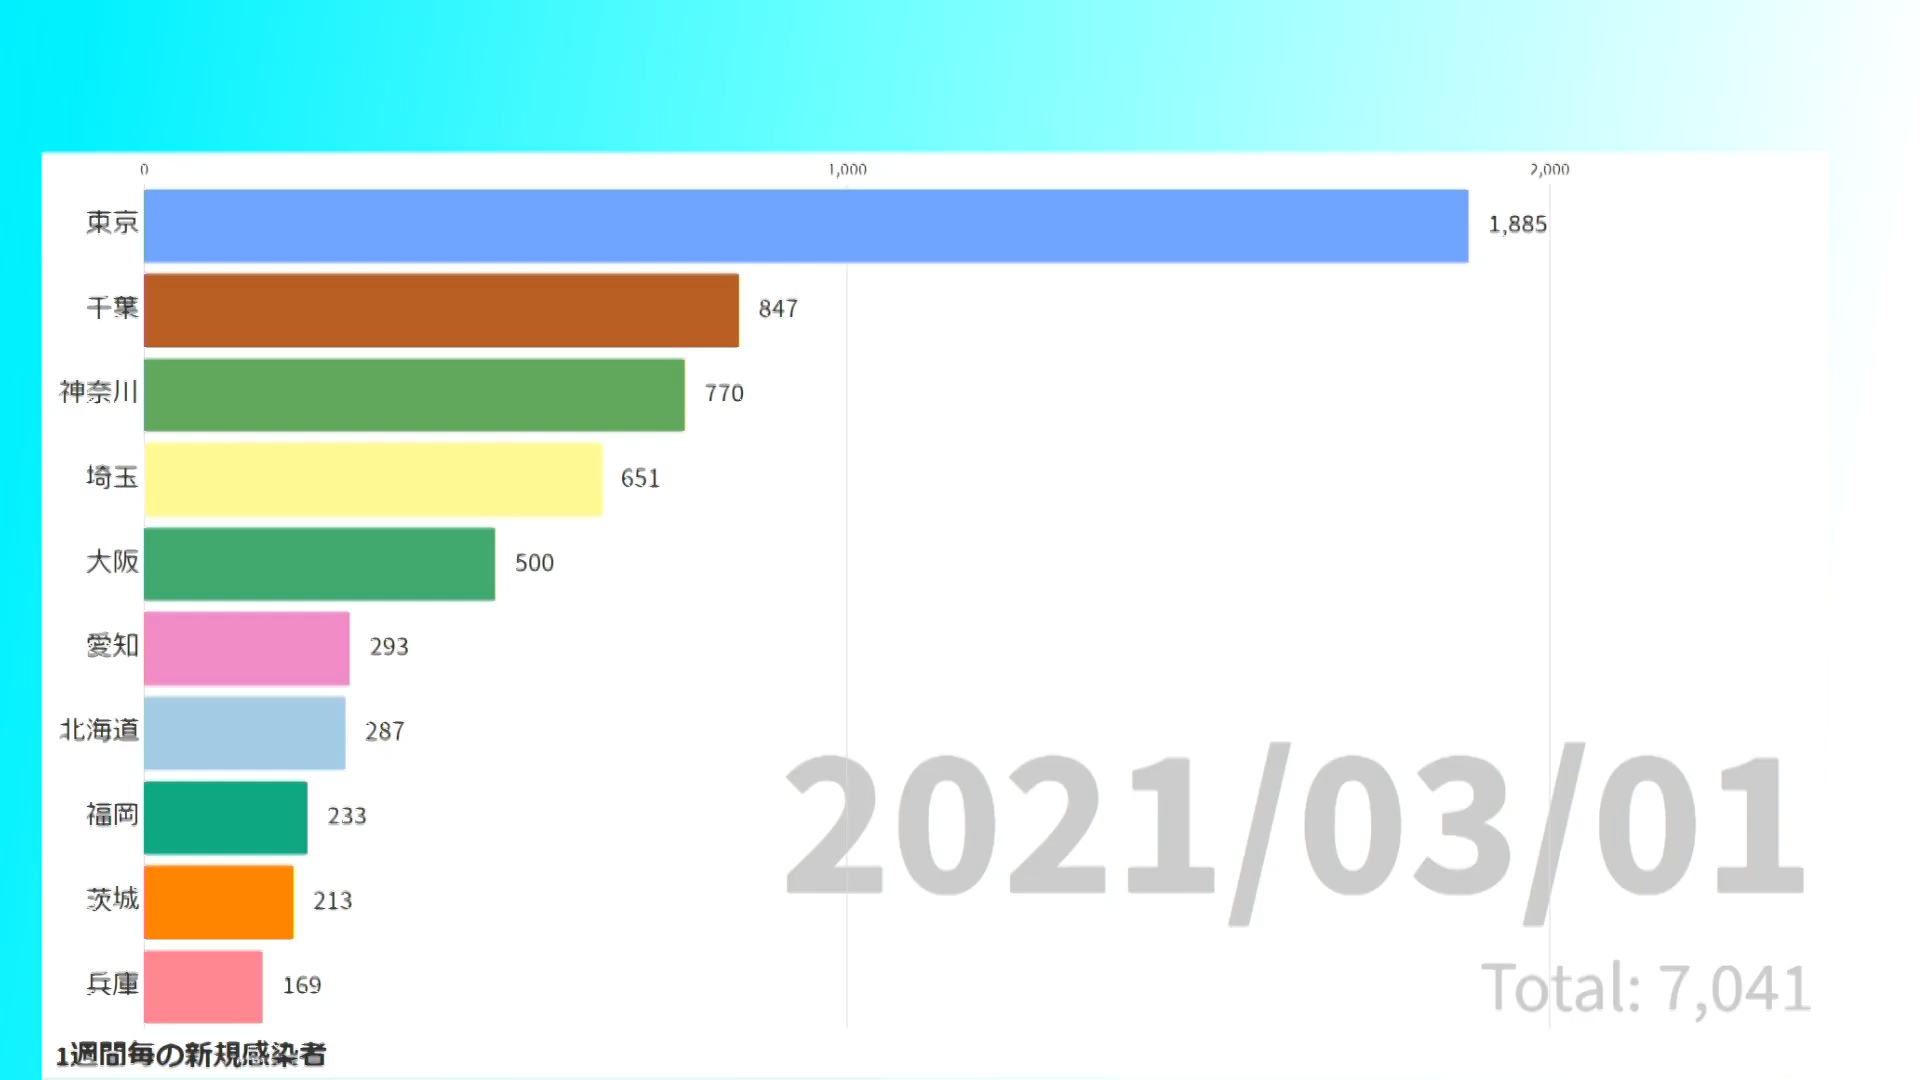 0 1,000 2,000
東京 1,885
千葉 847
神奈川 770
埼玉 651
大阪 500
愛知 293
北海道 287
福岡 233
茨城 213
兵庫 169
2021/03/01
Total: 7,041
1週間毎の新規感染者